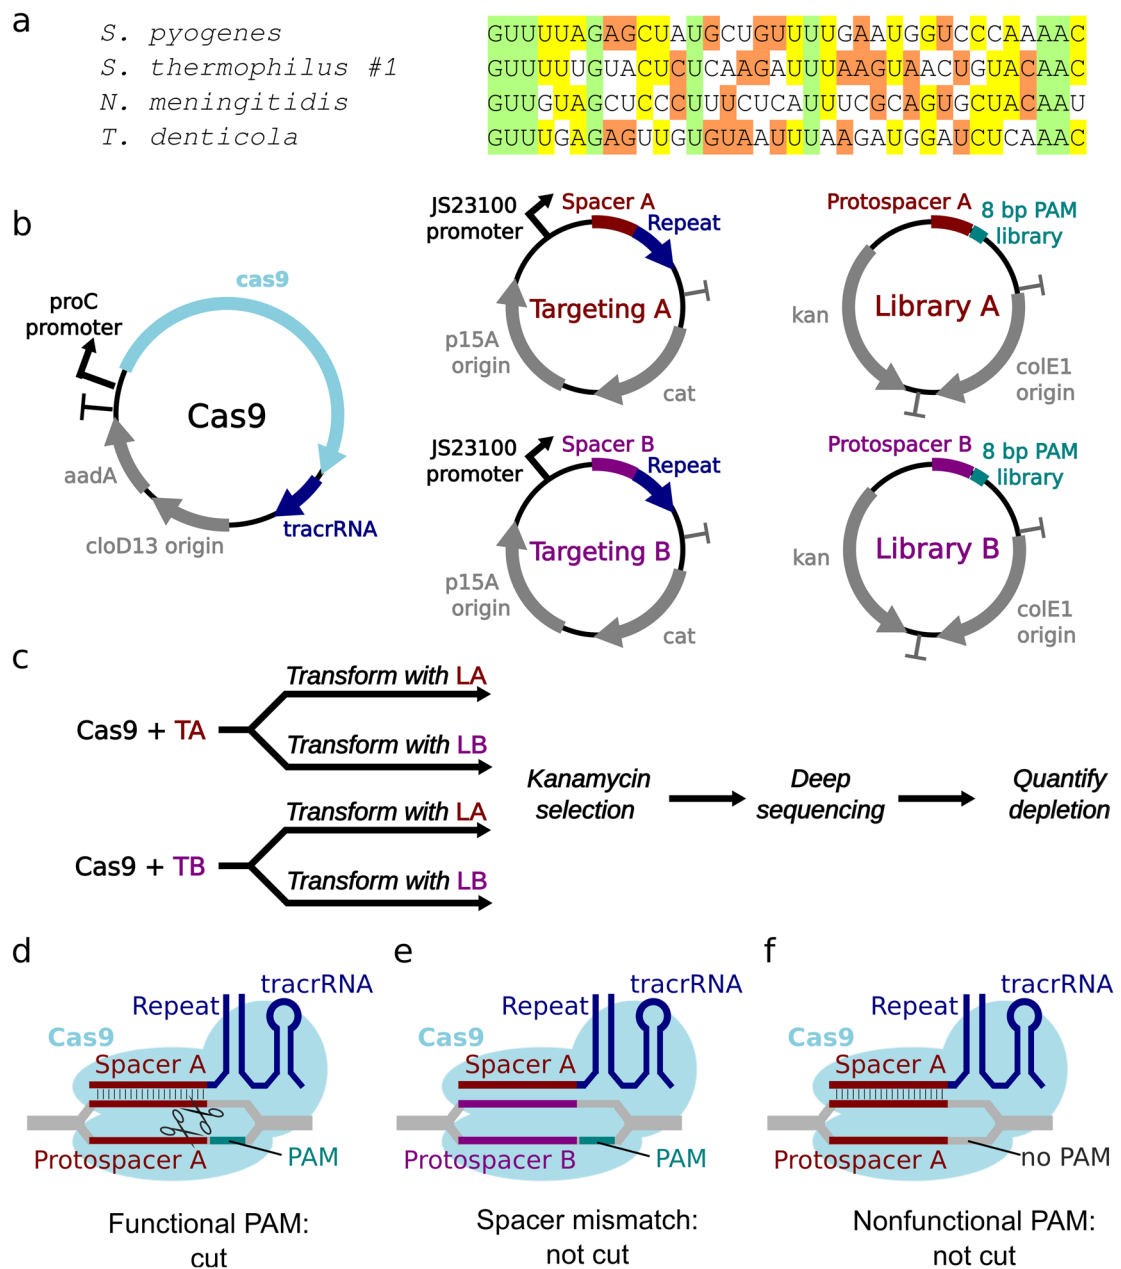 a
S. pyogenes GUUUUAGAGCUAUGCUGUUUUGAAUGGUCCCAAAAC
S. thermophilus #1 GUUUUUGUACUCUCAAGAUUUAAGUAACUGUACAAC
N. meningitidis GUUGUAGCUCCCUUUCUCAUUUCGCAGUGCUACAAU
T. denticola GUUUGAGAGUUGUGUAAUUUAAGAUGGAUCUCAAAC
b
cas9
proC
promoter
Cas9
aadA
cloD13 origin
tracrRNA
JS23100
promoter
Spacer A
Repeat
Targeting A
p15A
origin
cat
Protospacer A
8 bp PAM
library
kan
Library A
colE1
origin
JS23100
promoter
Spacer B
Repeat
Targeting B
p15A
origin
cat
Protospacer B
8 bp PAM
library
kan
Library B
colE1
origin
c
Cas9 + TA
Transform with LA
Transform with LB
Cas9 + TB
Transform with LA
Transform with LB
Kanamycin
selection
Deep
sequencing
Quantify
depletion
d
tracrRNA
Repeat
Cas9
Spacer A
Protospacer A
PAM
Functional PAM:
cut
e
tracrRNA
Repeat
Cas9
Spacer A
Protospacer B
PAM
Spacer mismatch:
not cut
f
tracrRNA
Repeat
Cas9
Spacer A
Protospacer A
no PAM
Nonfunctional PAM:
not cut